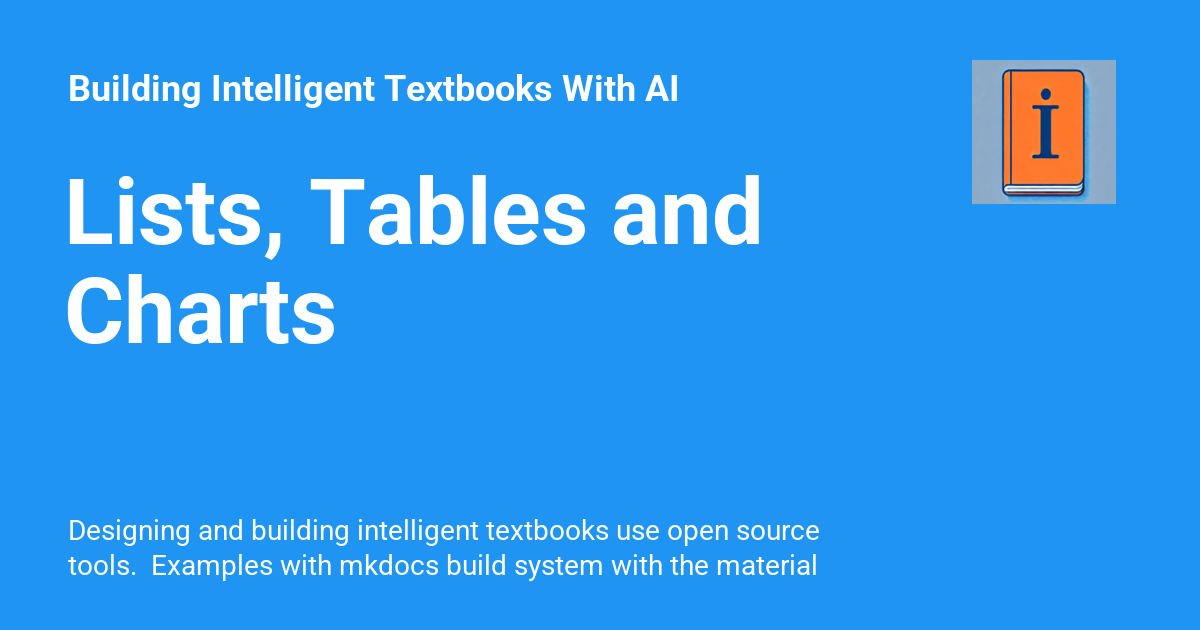 Building Intelligent Textbooks With AI
i
Lists, Tables and
Charts
Designing and building intelligent textbooks use open source
tools.  Examples with mkdocs build system with the material